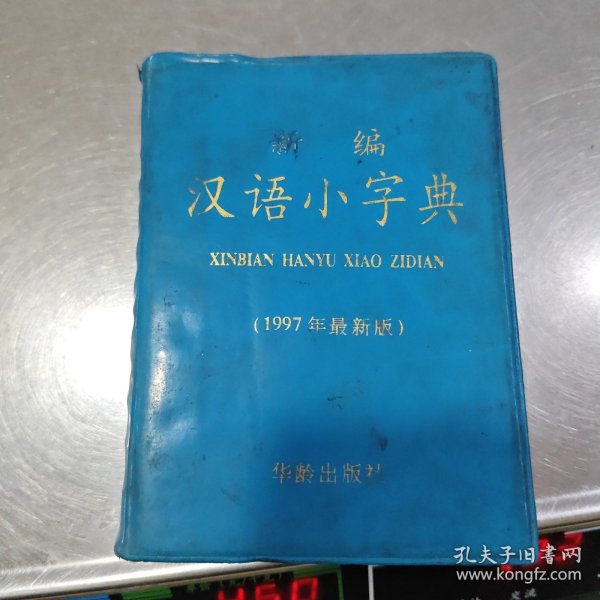 新编
汉语小字典
XINBIAN HANYU XIAO ZIDIAN
(1997年最新版)
华龄出版社
孔夫子旧书网
www.kongfz.com